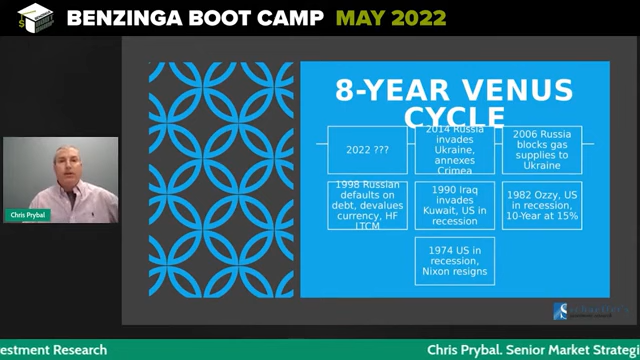 BENZINGA BOOT CAMP MAY 2022
8-YEAR VENUS
CYCLE
2022 ???
2014 Russia
invades
Ukraine,
annexes
Crimea
2006 Russia
blocks gas
supplies to
Ukraine
1998 Russian
defaults on
debt, devalues
currency, HF
LTCM
1990 Iraq
invades
Kuwait, US in
recession
1982 Ozzy, US
in recession,
10-Year at 15%
1974 US in
recession,
Nixon resigns
Chris Prybal
estment Research
Chris Prybal. Senior Market Strategi